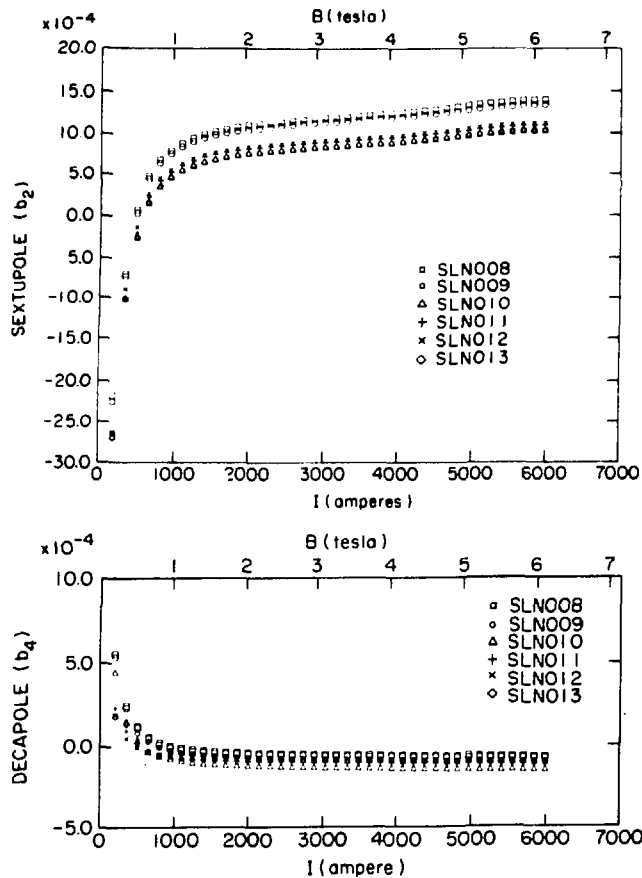 x10⁻⁴
B (tesla)
1 2 3 4 5 6 7
20.0
15.0
10.0
5.0
0.0
5.0
-10.0
-15.0
-20.0
-25.0
-30.0
SEXTUPOLE (b₂)
□ SLN008
o SLN009
△ SLN010
+ SLN011
x SLN012
◇ SLN013
0 1000 2000 3000 4000 5000 6000 7000
I (amperes)
x10⁻⁴
B (tesla)
1 2 3 4 5 6 7
10.0
5.0
0.0
-5.0
DECAPOLE (b₄)
□ SLN008
o SLN009
△ SLN010
+ SLN011
x SLN012
◇ SLN013
0 1000 2000 3000 4000 5000 6000 7000
I (ampere)